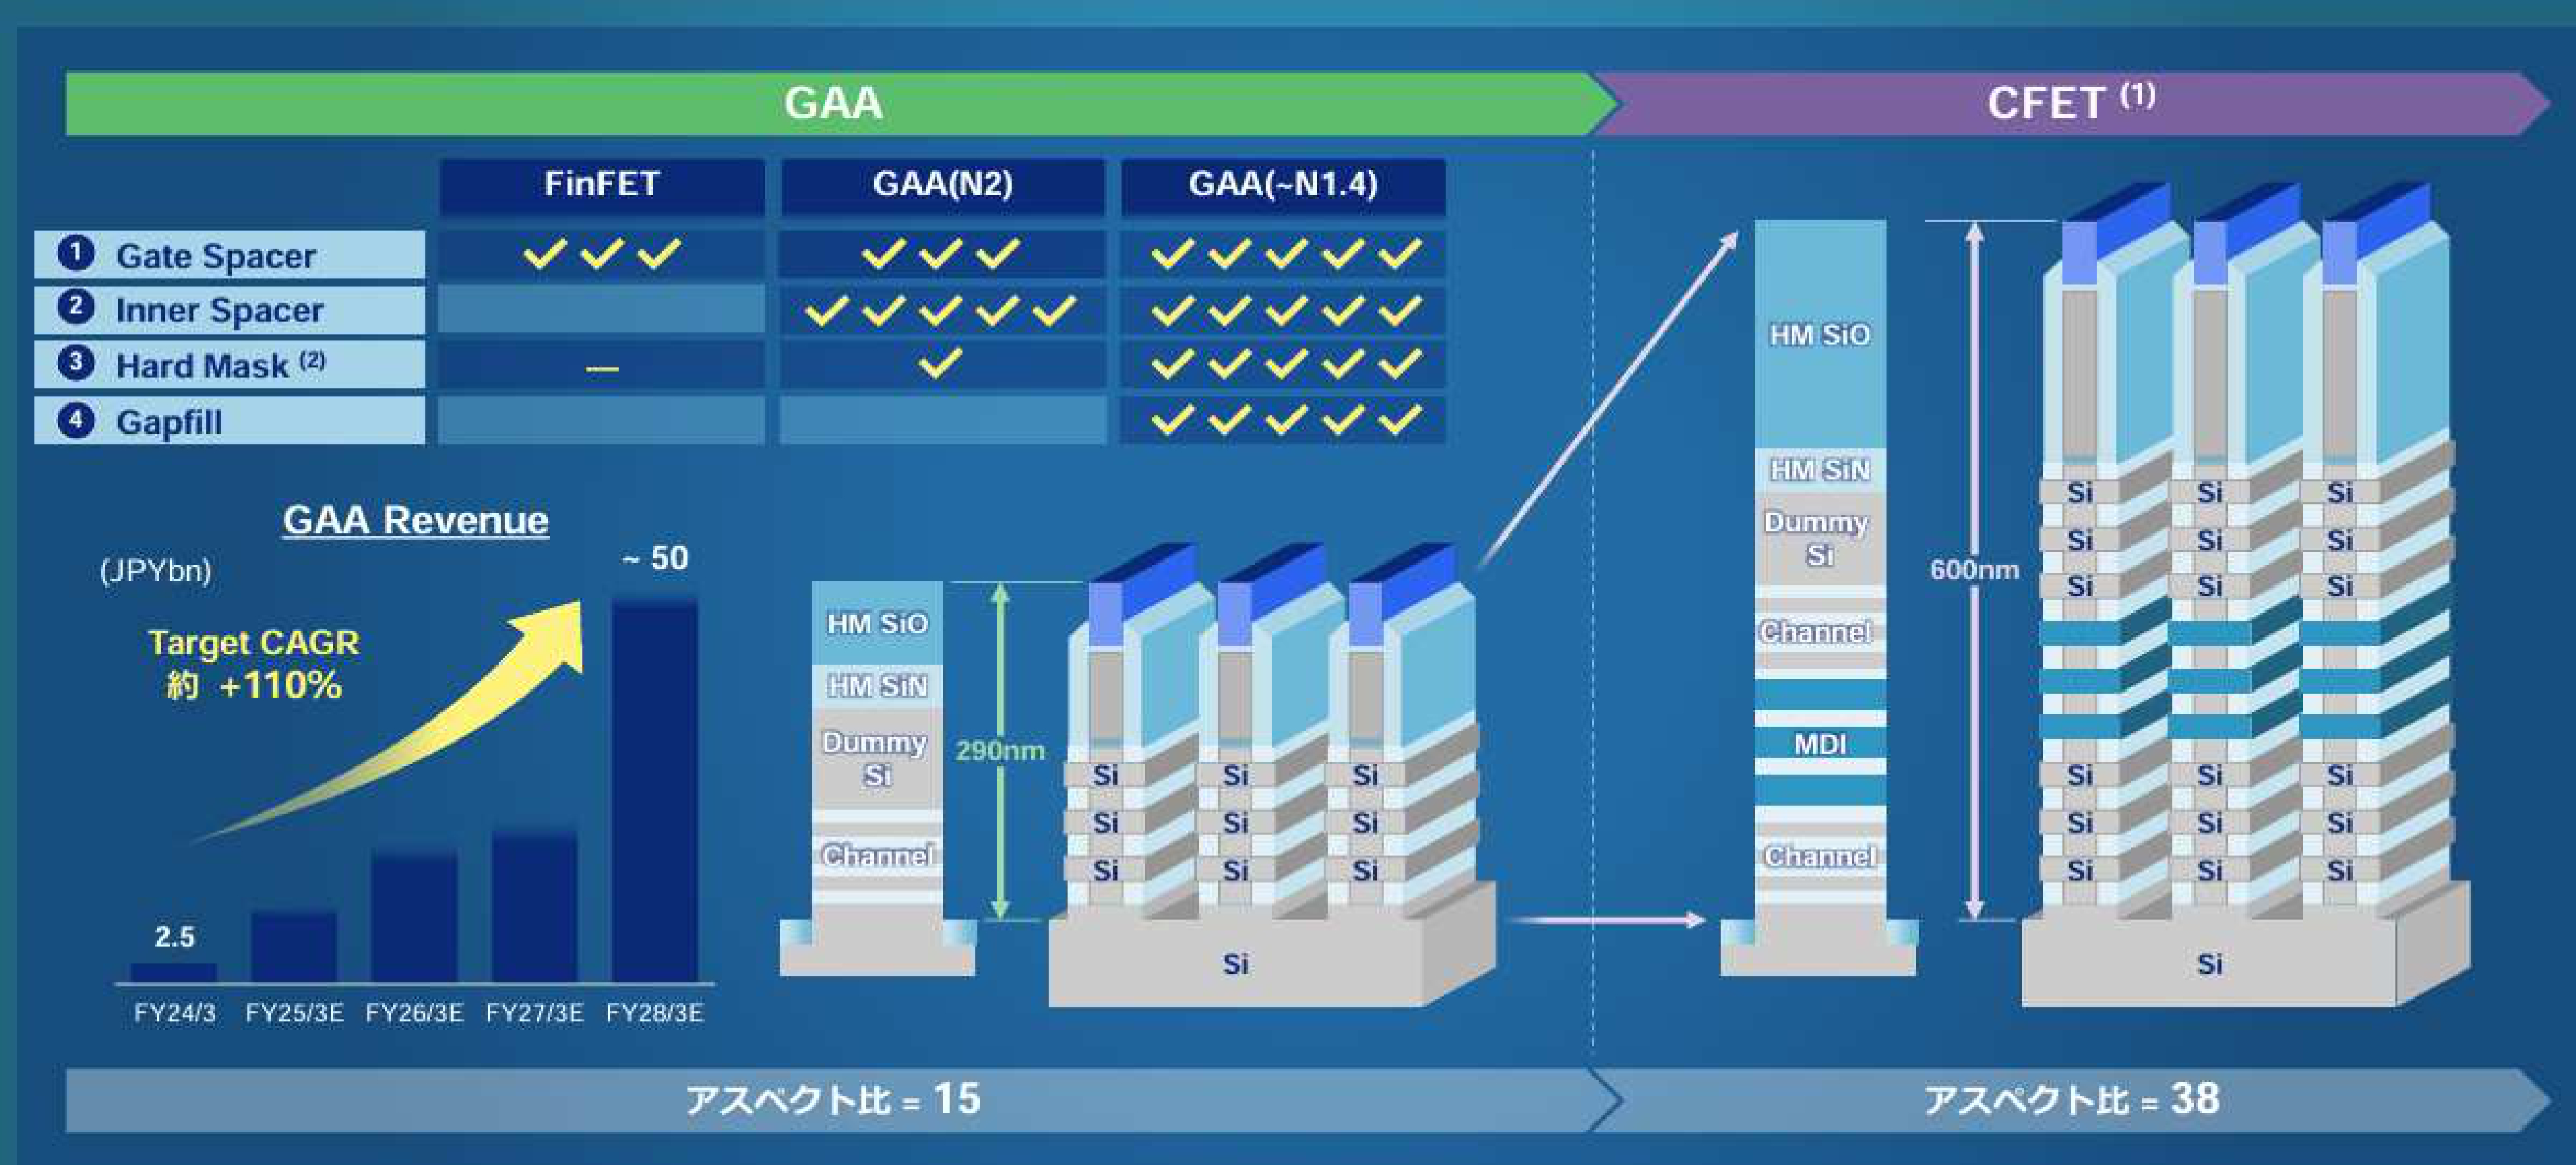 GAA
CFET (1)
FinFET
GAA(N2)
GAA(~N1.4)
1 Gate Spacer
2 Inner Spacer
3 Hard Mask (2)
—
4 Gapfill
GAA Revenue
(JPYbn)
~ 50
Target CAGR
約 +110%
2.5
FY24/3 FY25/3E FY26/3E FY27/3E FY28/3E
HM SiO
HM SiN
Dummy
Si
Channel
290nm
Si Si Si
Si Si Si
Si Si Si
Si
HM SiO
HM SiN
Dummy
Si
Channel
MDI
Channel
600nm
Si Si Si
Si Si Si
Si Si Si
Si Si Si
Si Si Si
Si Si Si
Si
アスペクト比 = 15
アスペクト比 = 38